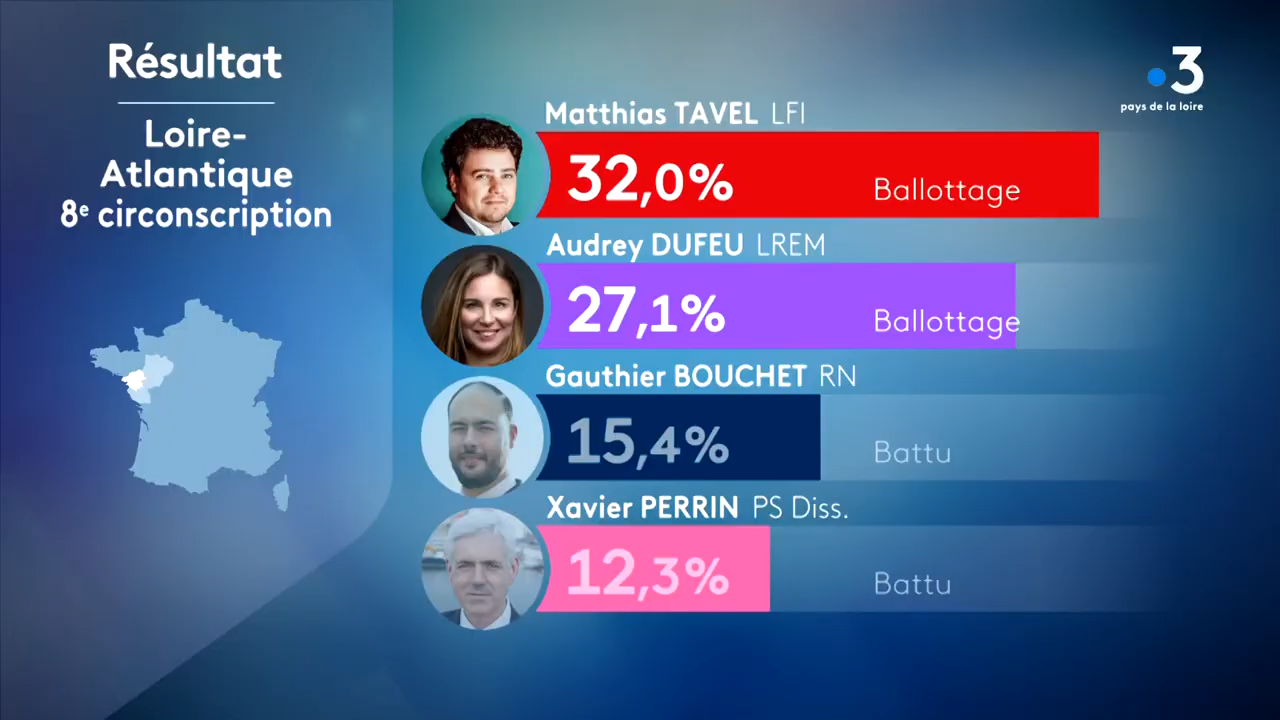 Résultat
Loire-
Atlantique
8e circonscription
3
pays de la loire
Matthias TAVEL LFI
32,0% Ballottage
Audrey DUFEU LREM
27,1% Ballottage
Gauthier BOUCHET RN
15,4% Battu
Xavier PERRIN PS Diss.
12,3% Battu